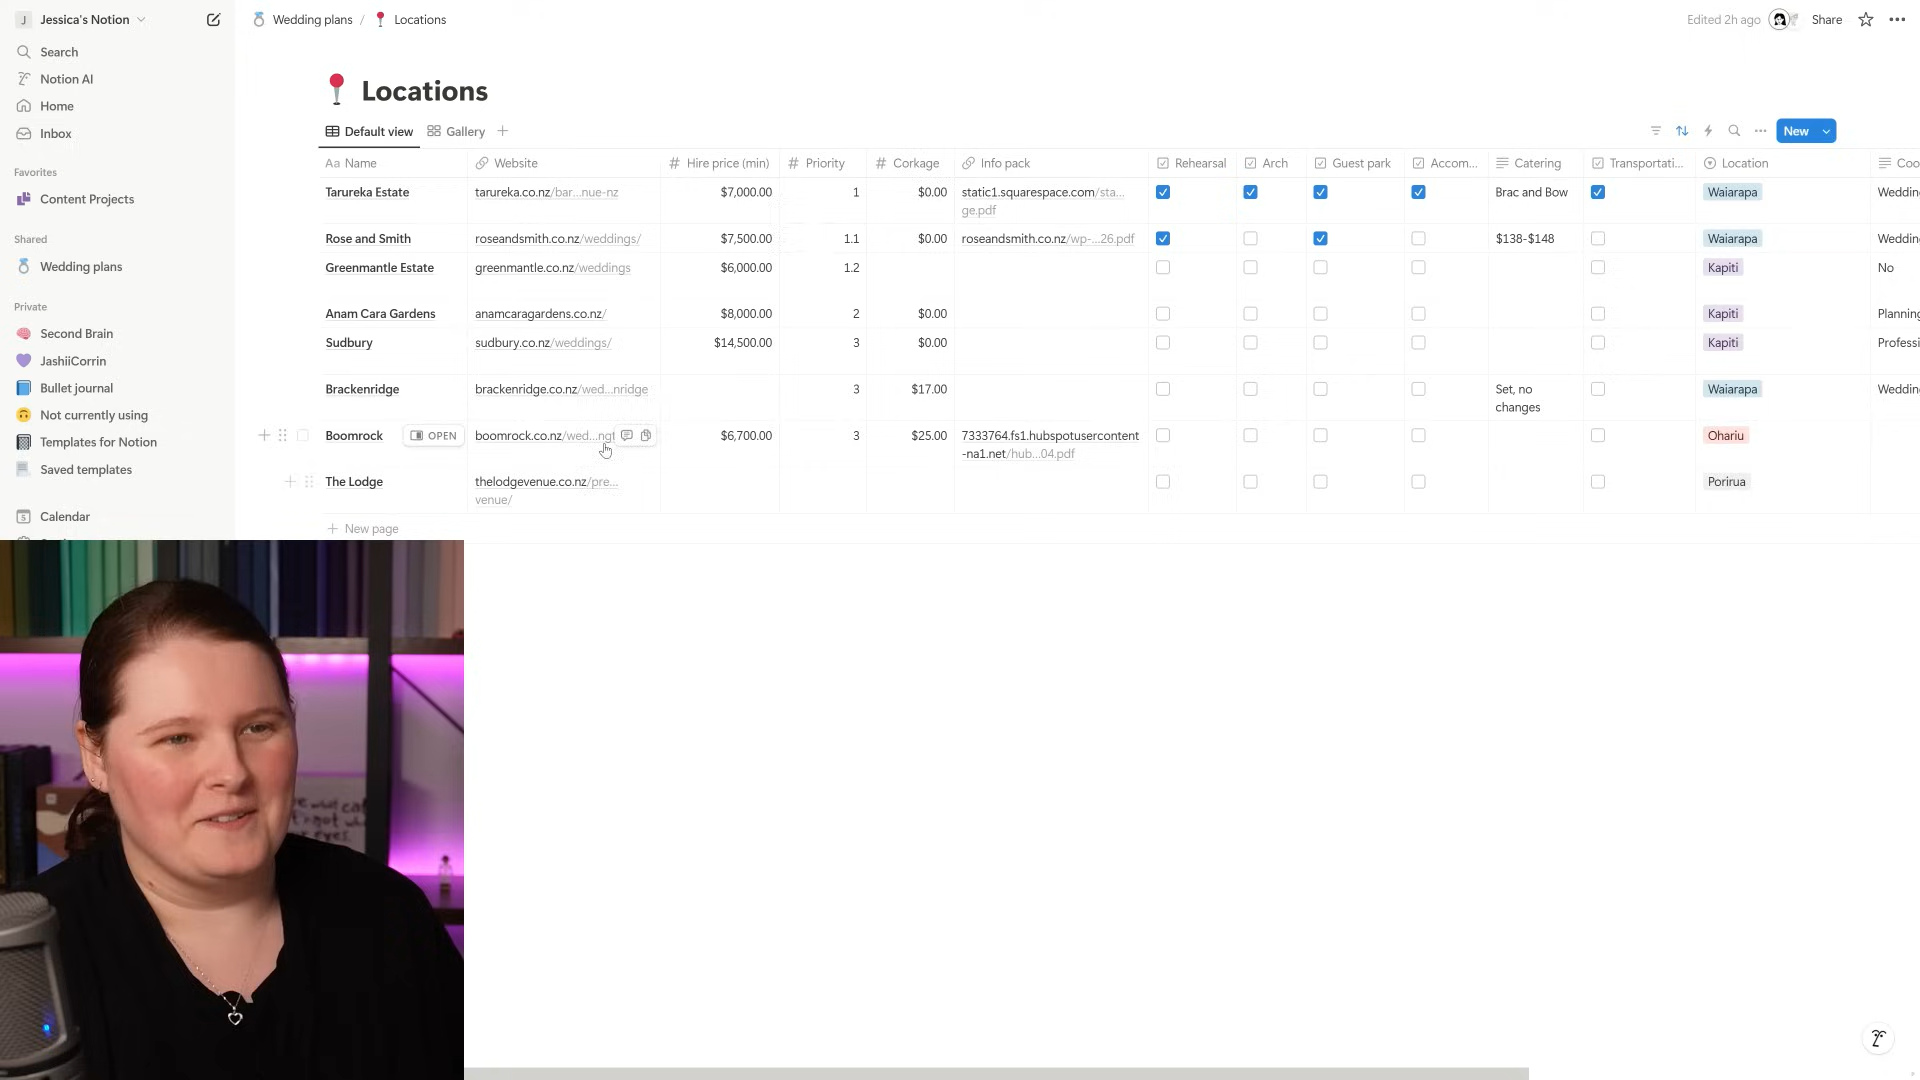 J Jessica's Notion
Search
Notion AI
Home
Inbox
Favorites
Content Projects
Shared
Wedding plans
Private
Second Brain
JashiiCorrin
Bullet journal
Not currently using
Templates for Notion
Saved templates
Calendar
Wedding plans / Locations
Edited 2h ago
Share
Locations
Default view
Gallery
New
Aa Name Website # Hire price (min) # Priority # Corkage Info pack Rehearsal Arch Guest park Accom... Catering Transportati... Location Coo
Tarureka Estate tarureka.co.nz/bar...nue-nz $7,000.00 1 $0.00 static1.squarespace.com/sta... Brac and Bow Waiarapa Weddin
ge.pdf
Rose and Smith roseandsmith.co.nz/weddings/ $7,500.00 1.1 $0.00 roseandsmith.co.nz/wp-...26.pdf $138-$148 Waiarapa Weddin
Greenmantle Estate greenmantle.co.nz/weddings $6,000.00 1.2 Kapiti No
Anam Cara Gardens anamcaragardens.co.nz/ $8,000.00 2 $0.00 Kapiti Planning
Sudbury sudbury.co.nz/weddings/ $14,500.00 3 $0.00 Kapiti Professi
Brackenridge brackenridge.co.nz/wed...nridge 3 $17.00 Set, no Waiarapa Weddin
changes
Boomrock OPEN boomrock.co.nz/wed...ngt $6,700.00 3 $25.00 7333764.fs1.hubspotusercontent Ohariu
-na1.net/hub...04.pdf
The Lodge thelodgevenue.co.nz/pre... Porirua
venue/
New page